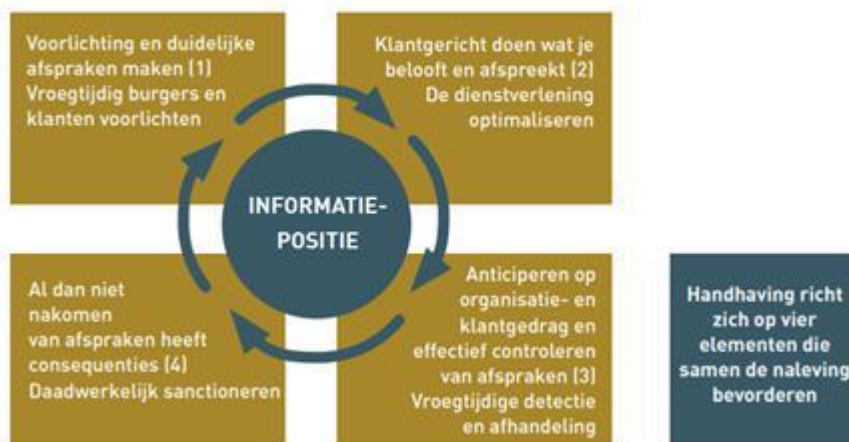 Voorlichting en duidelijke
afspraken maken (1)
Vroegtijdig burgers en
klanten voorlichten
Klantgericht doen wat je
belooft en afspreekt (2)
De dienstverlening
optimaliseren
INFORMATIE-
POSITIE
Al dan niet
nakomen
van afspraken heeft
consequenties (4)
Daadwerkelijk sanctioneren
Anticiperen op
organisatie- en
klantgedrag en
effectief controleren
van afspraken (3)
Vroegtijdige detectie
en afhandeling
Handhaving richt
zich op vier
elementen die
samen de naleving
bevorderen